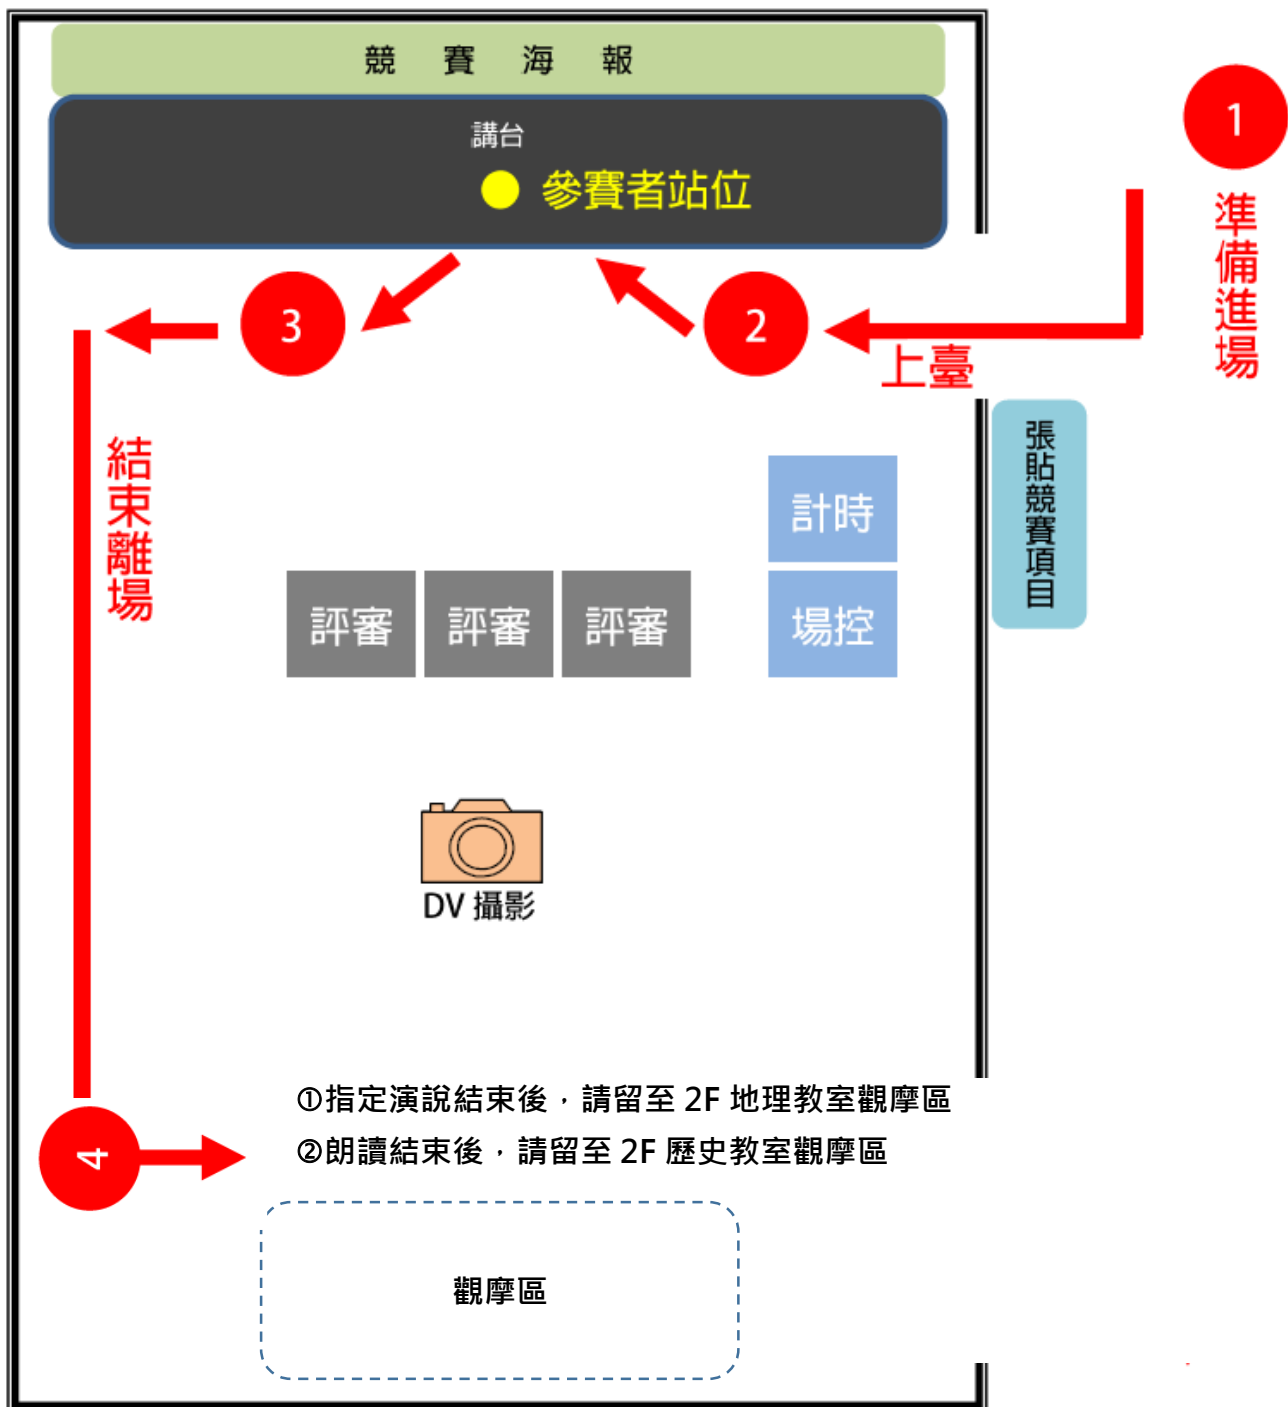 競賽海報
講台
參賽者站位
1
準備進場
2
上臺
3
結束離場
張貼競賽項目
計時
評審 評審 評審 場控
DV 攝影
①指定演說結束後，請留至 2F 地理教室觀摩區
②朗讀結束後，請留至 2F 歷史教室觀摩區
4
觀摩區